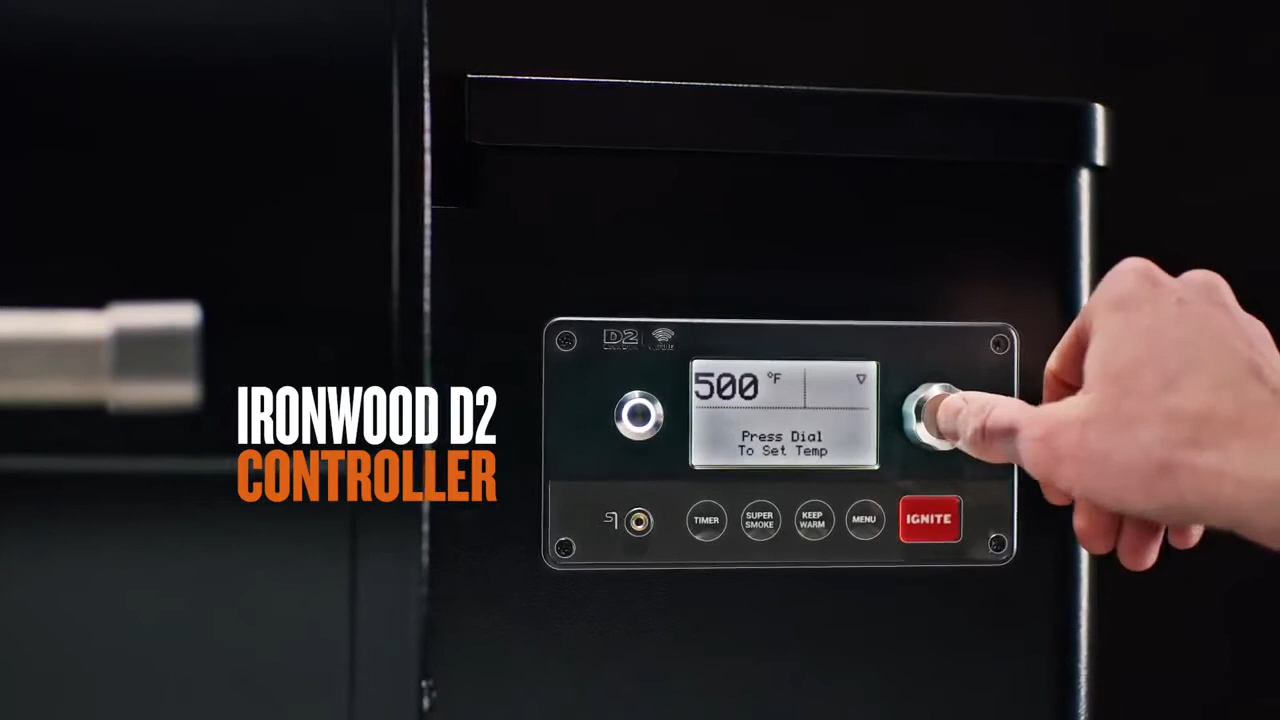 D2
500 °F
Press Dial
To Set Temp
IRONWOOD D2
CONTROLLER
TIMER
SUPER
SMOKE
KEEP
WARM
MENU
IGNITE